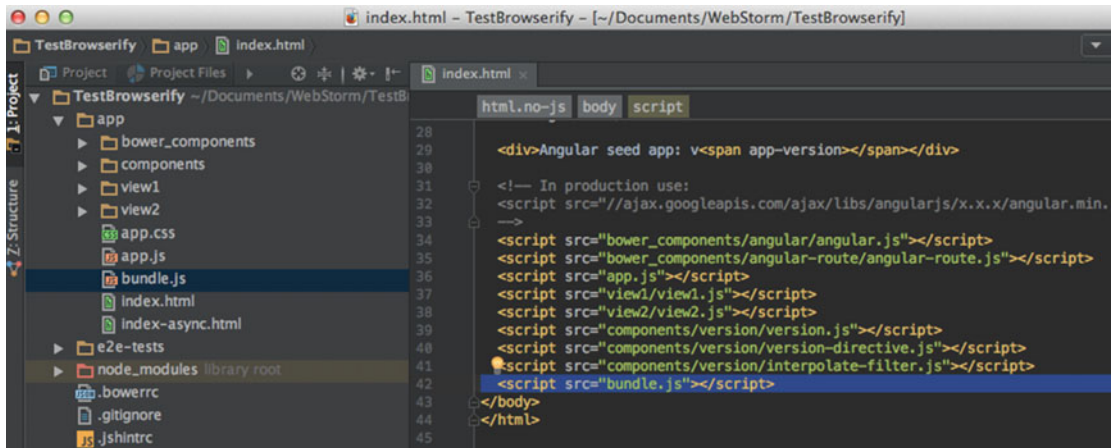 index.html – TestBrowserify – [~/Documents/WebStorm/TestBrowserify]
TestBrowserify app index.html
Project Project Files
1: Project
Z: Structure
TestBrowserify ~/Documents/WebStorm/TestB
app
bower_components
components
view1
view2
app.css
app.js
bundle.js
index.html
index-async.html
e2e-tests
node_modules library root
.bowerrc
.gitignore
.jshintrc
index.html
html.no-js body script
28
29 <div>Angular seed app: v<span app-version></span></div>
30
31 <!-- In production use:
32 <script src="//ajax.googleapis.com/ajax/libs/angularjs/x.x.x/angular.min.
33 -->
34 <script src="bower_components/angular/angular.js"></script>
35 <script src="bower_components/angular-route/angular-route.js"></script>
36 <script src="app.js"></script>
37 <script src="view1/view1.js"></script>
38 <script src="view2/view2.js"></script>
39 <script src="components/version/version.js"></script>
40 <script src="components/version/version-directive.js"></script>
41 <script src="components/version/interpolate-filter.js"></script>
42 <script src="bundle.js"></script>
43 </body>
44 </html>
45